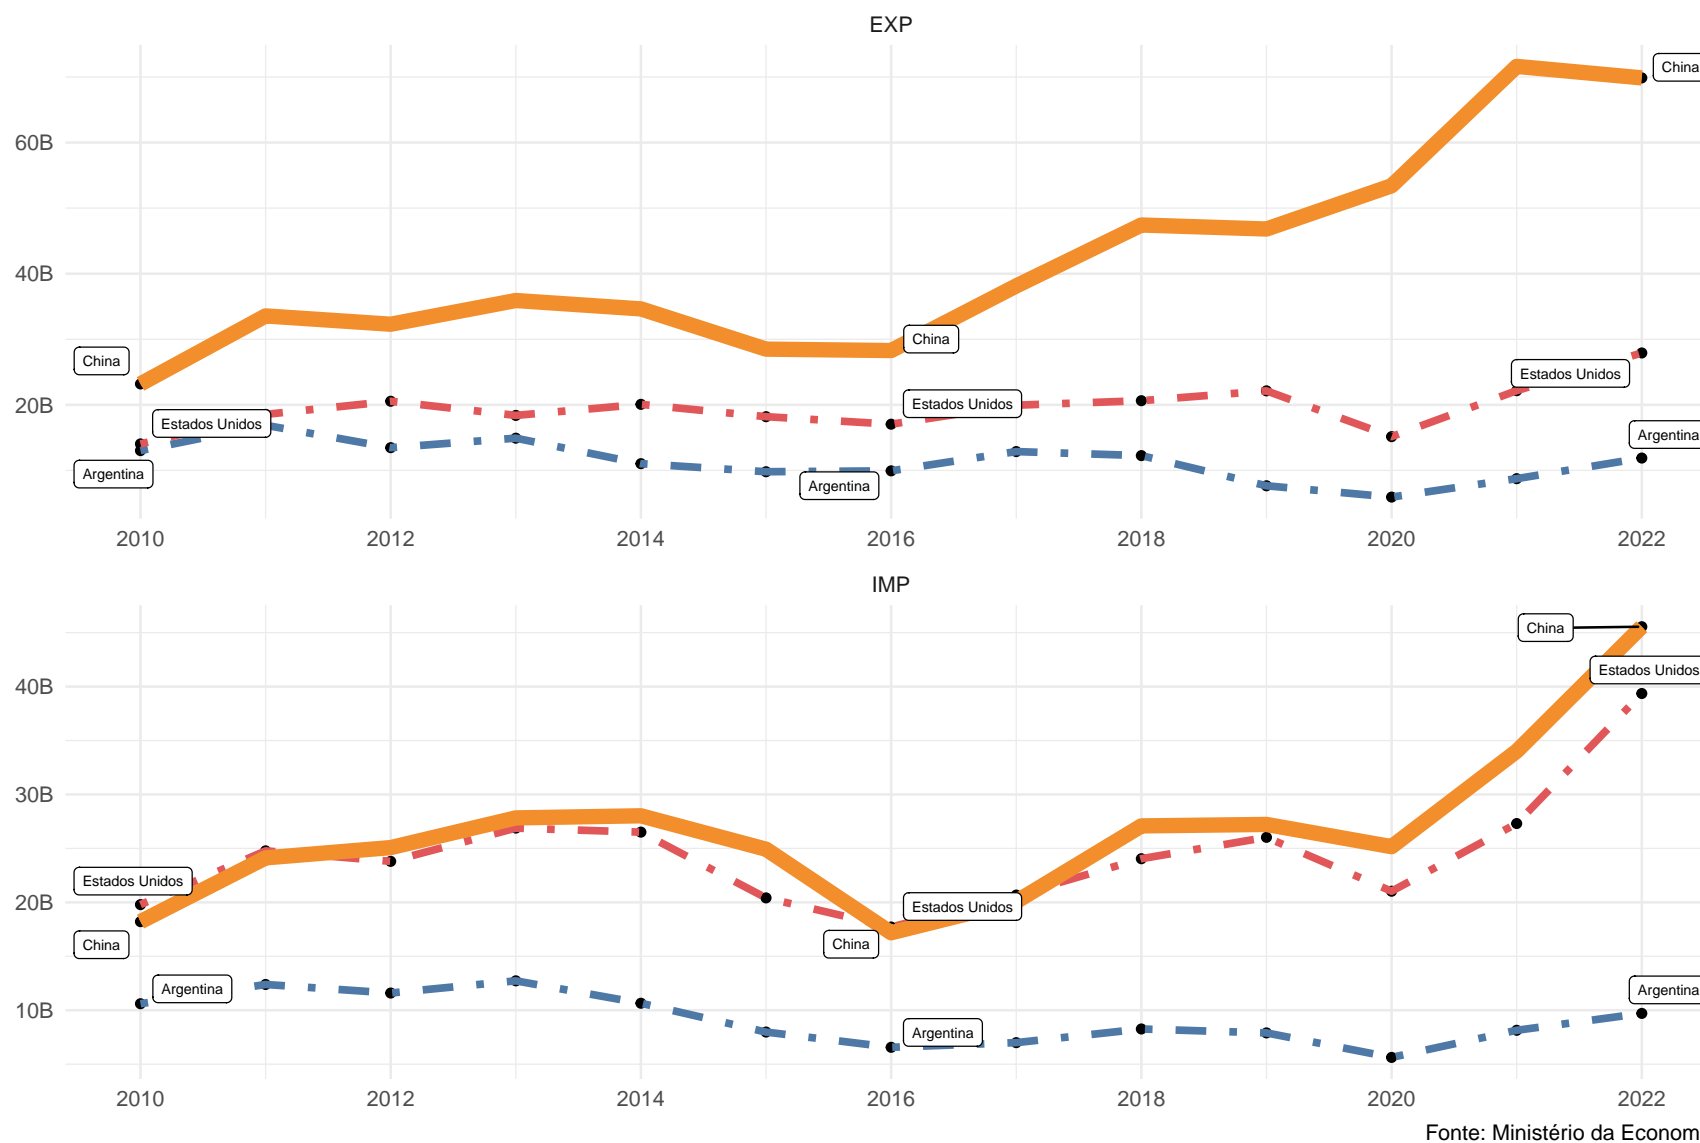 EXP
China
60B
40B
China
China
Estados Unidos
Estados Unidos
20B
Estados Unidos
Argentina
Argentina
Argentina
2010 2012 2014 2016 2018 2020 2022
IMP
China
Estados Unidos
40B
30B
Estados Unidos
20B
Estados Unidos
China
China
Argentina
Argentina
10B
Argentina
2010 2012 2014 2016 2018 2020 2022
Fonte: Ministério da Econom